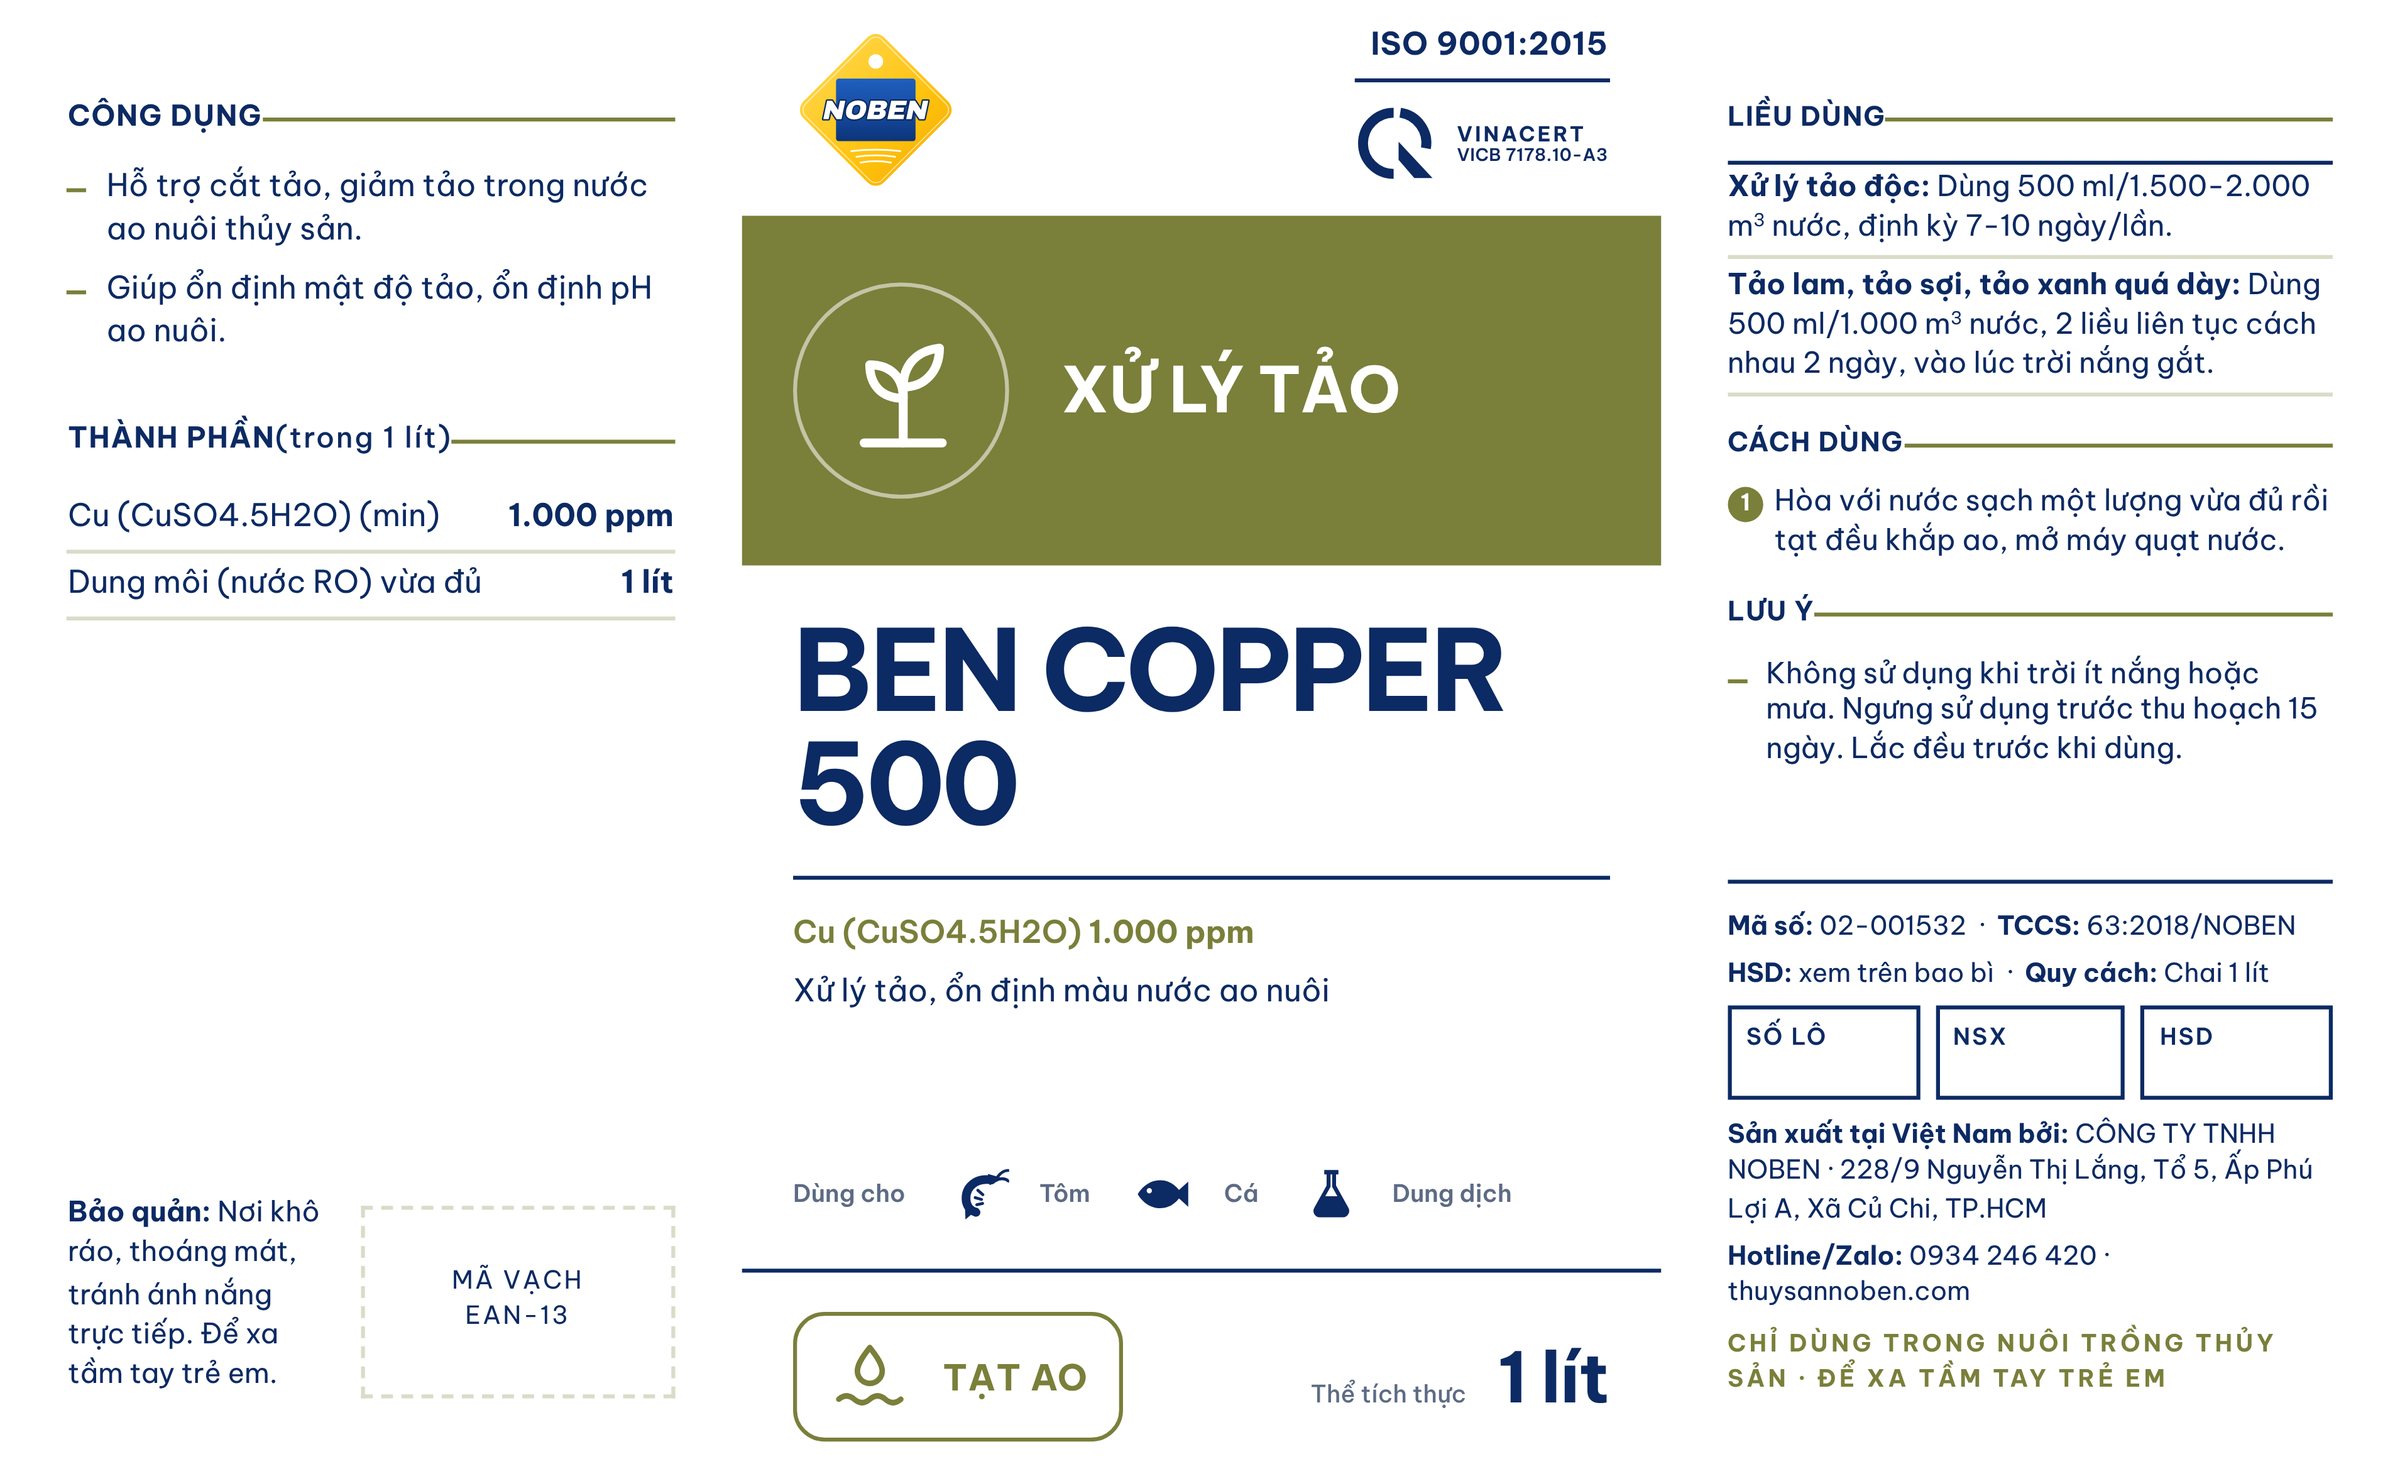 CÔNG DỤNG
Hỗ trợ cắt tảo, giảm tảo trong nước
ao nuôi thủy sản.
Giúp ổn định mật độ tảo, ổn định pH
ao nuôi.
THÀNH PHẦN(trong 1 lít)
Cu (CuSO4.5H2O) (min) 1.000 ppm
Dung môi (nước RO) vừa đủ 1 lít
Bảo quản: Nơi khô
ráo, thoáng mát,
tránh ánh nắng
trực tiếp. Để xa
tầm tay trẻ em.
MÃ VẠCH
EAN-13
NOBEN
ISO 9001:2015
VINACERT
VICB 7178.10-A3
XỬ LÝ TẢO
BEN COPPER
500
Cu (CuSO4.5H2O) 1.000 ppm
Xử lý tảo, ổn định màu nước ao nuôi
Dùng cho Tôm Cá Dung dịch
TẠT AO
Thể tích thực 1 lít
LIỀU DÙNG
Xử lý tảo độc: Dùng 500 ml/1.500-2.000
m³ nước, định kỳ 7-10 ngày/lần.
Tảo lam, tảo sợi, tảo xanh quá dày: Dùng
500 ml/1.000 m³ nước, 2 liều liên tục cách
nhau 2 ngày, vào lúc trời nắng gắt.
CÁCH DÙNG
1 Hòa với nước sạch một lượng vừa đủ rồi
tạt đều khắp ao, mở máy quạt nước.
LƯU Ý
Không sử dụng khi trời ít nắng hoặc
mưa. Ngưng sử dụng trước thu hoạch 15
ngày. Lắc đều trước khi dùng.
Mã số: 02-001532 · TCCS: 63:2018/NOBEN
HSD: xem trên bao bì · Quy cách: Chai 1 lít
SỐ LÔ NSX HSD
Sản xuất tại Việt Nam bởi: CÔNG TY TNHH
NOBEN · 228/9 Nguyễn Thị Lắng, Tổ 5, Ấp Phú
Lợi A, Xã Củ Chi, TP.HCM
Hotline/Zalo: 0934 246 420 ·
thuysannoben.com
CHỈ DÙNG TRONG NUÔI TRỒNG THỦY
SẢN · ĐỂ XA TẦM TAY TRẺ EM